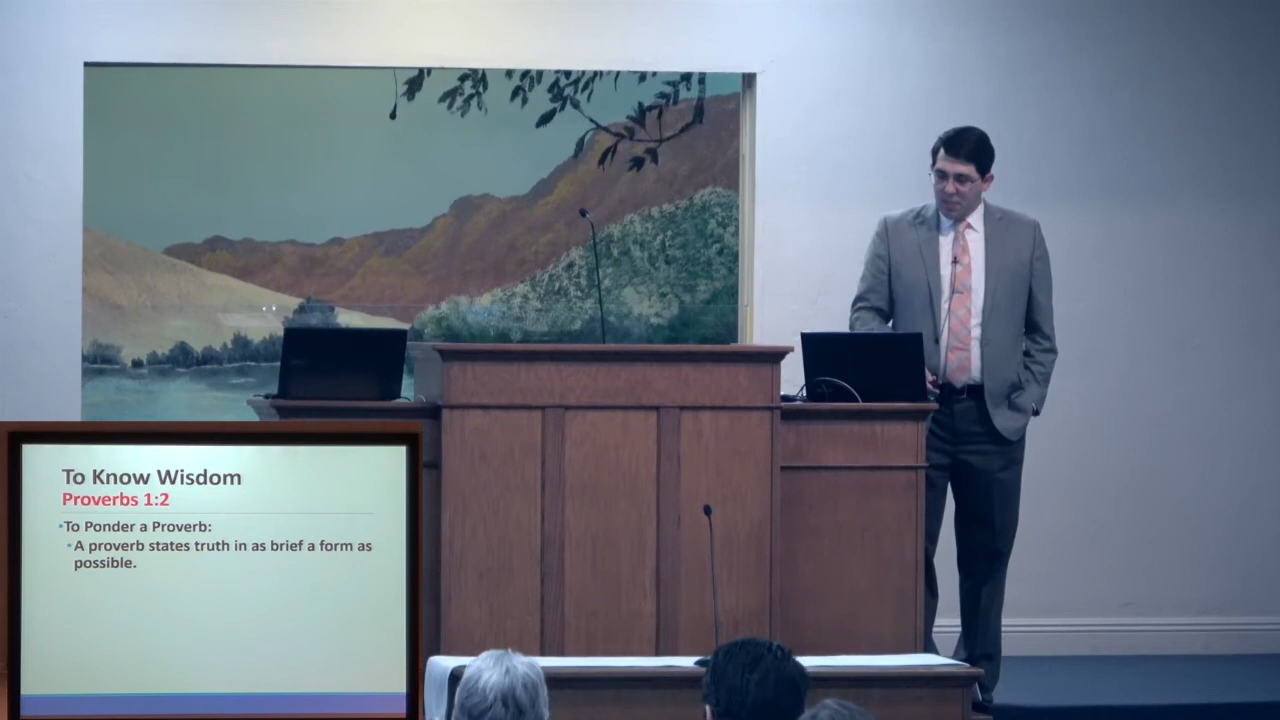 To Know Wisdom
Proverbs 1:2
•To Ponder a Proverb:
•A proverb states truth in as brief a form as
possible.